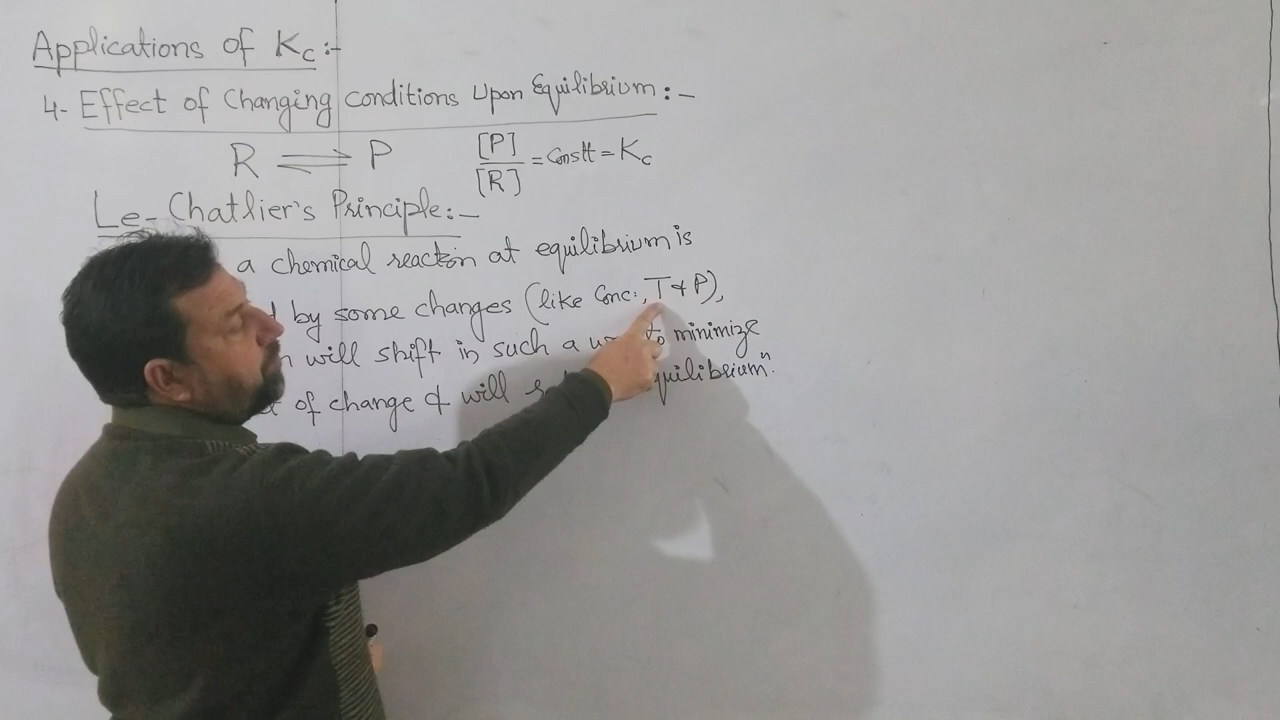 Applications of Kc:-
4- Effect of Changing Conditions Upon Equilibrium:-
R ⇌ P [P]/[R] = Constt = Kc
Le-Chatlier's Principle:-
a chemical reaction at equilibrium is
by some changes (like Conc:, T & P),
will shift in such a to minimize
of change & will